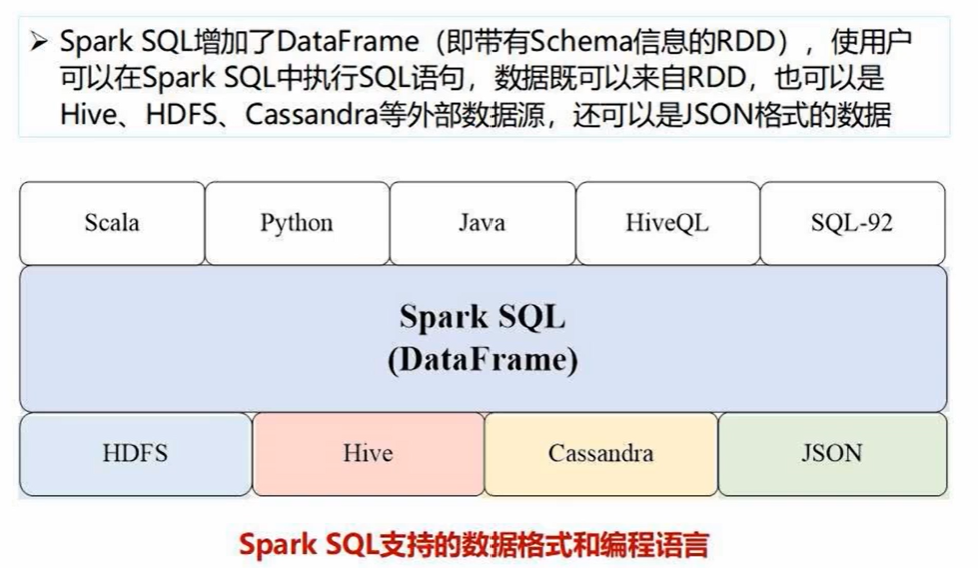 ➢ Spark SQL增加了DataFrame（即带有Schema信息的RDD），使用户
可以在Spark SQL中执行SQL语句，数据既可以来自RDD，也可以是
Hive、HDFS、Cassandra等外部数据源，还可以是JSON格式的数据
Scala Python Java HiveQL SQL-92
Spark SQL
(DataFrame)
HDFS Hive Cassandra JSON
Spark SQL支持的数据格式和编程语言